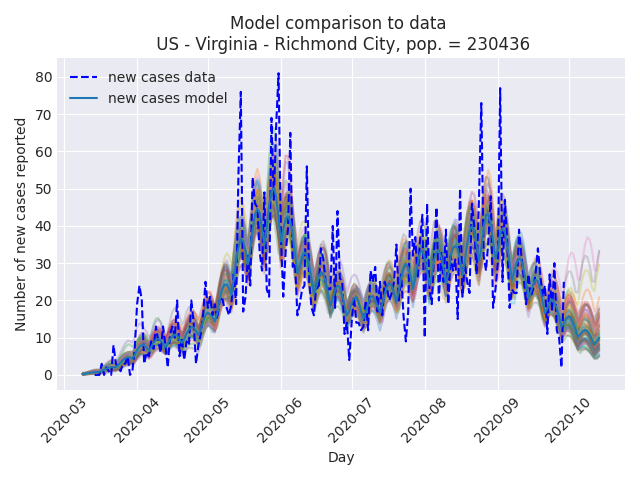 Model comparison to data
US - Virginia - Richmond City, pop. = 230436
new cases data
new cases model
Number of new cases reported
80
70
60
50
40
30
20
10
0
2020-03
2020-04
2020-05
2020-06
2020-07
2020-08
2020-09
2020-10
Day